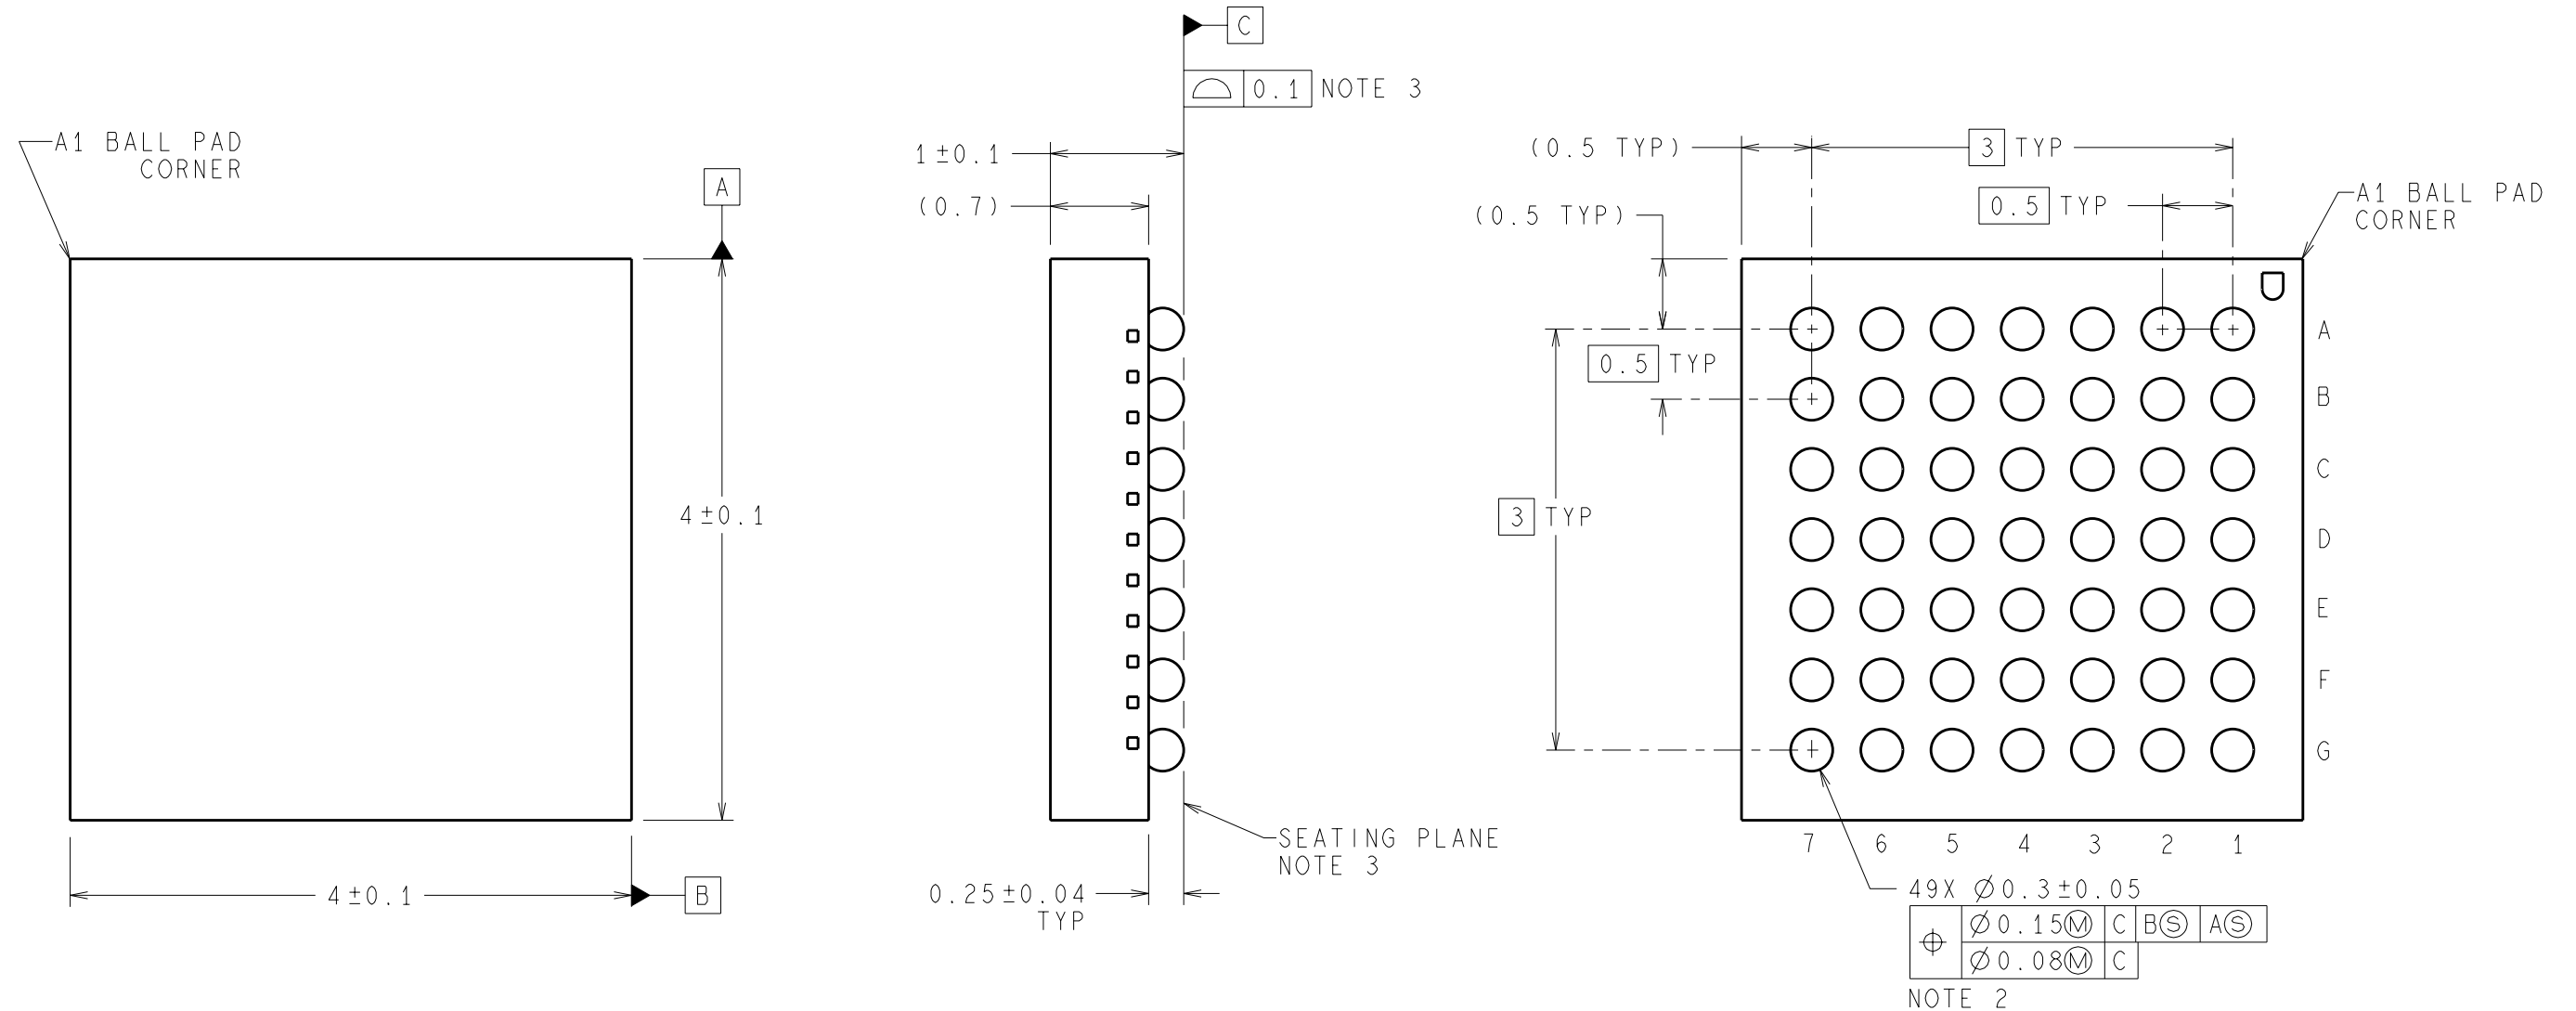 A1 BALL PAD
CORNER
A
4±0.1
4±0.1
B
C
0.1 NOTE 3
1±0.1
(0.7)
SEATING PLANE
NOTE 3
0.25±0.04
TYP
(0.5 TYP)
3 TYP
(0.5 TYP)
0.5 TYP
A1 BALL PAD
CORNER
0.5 TYP
3 TYP
A
B
C
D
E
F
G
7 6 5 4 3 2 1
49X Ø0.3±0.05
⌖ Ø0.15Ⓜ C BⓈ AⓈ
Ø0.08Ⓜ C
NOTE 2